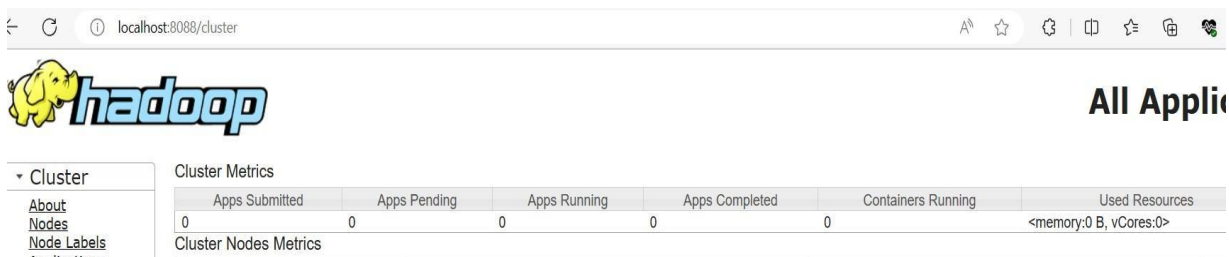 localhost:8088/cluster
hadoop
All Applic
Cluster
About
Nodes
Node Labels
Cluster Metrics
Apps Submitted Apps Pending Apps Running Apps Completed Containers Running Used Resources
0 0 0 0 0 <memory:0 B, vCores:0>
Cluster Nodes Metrics